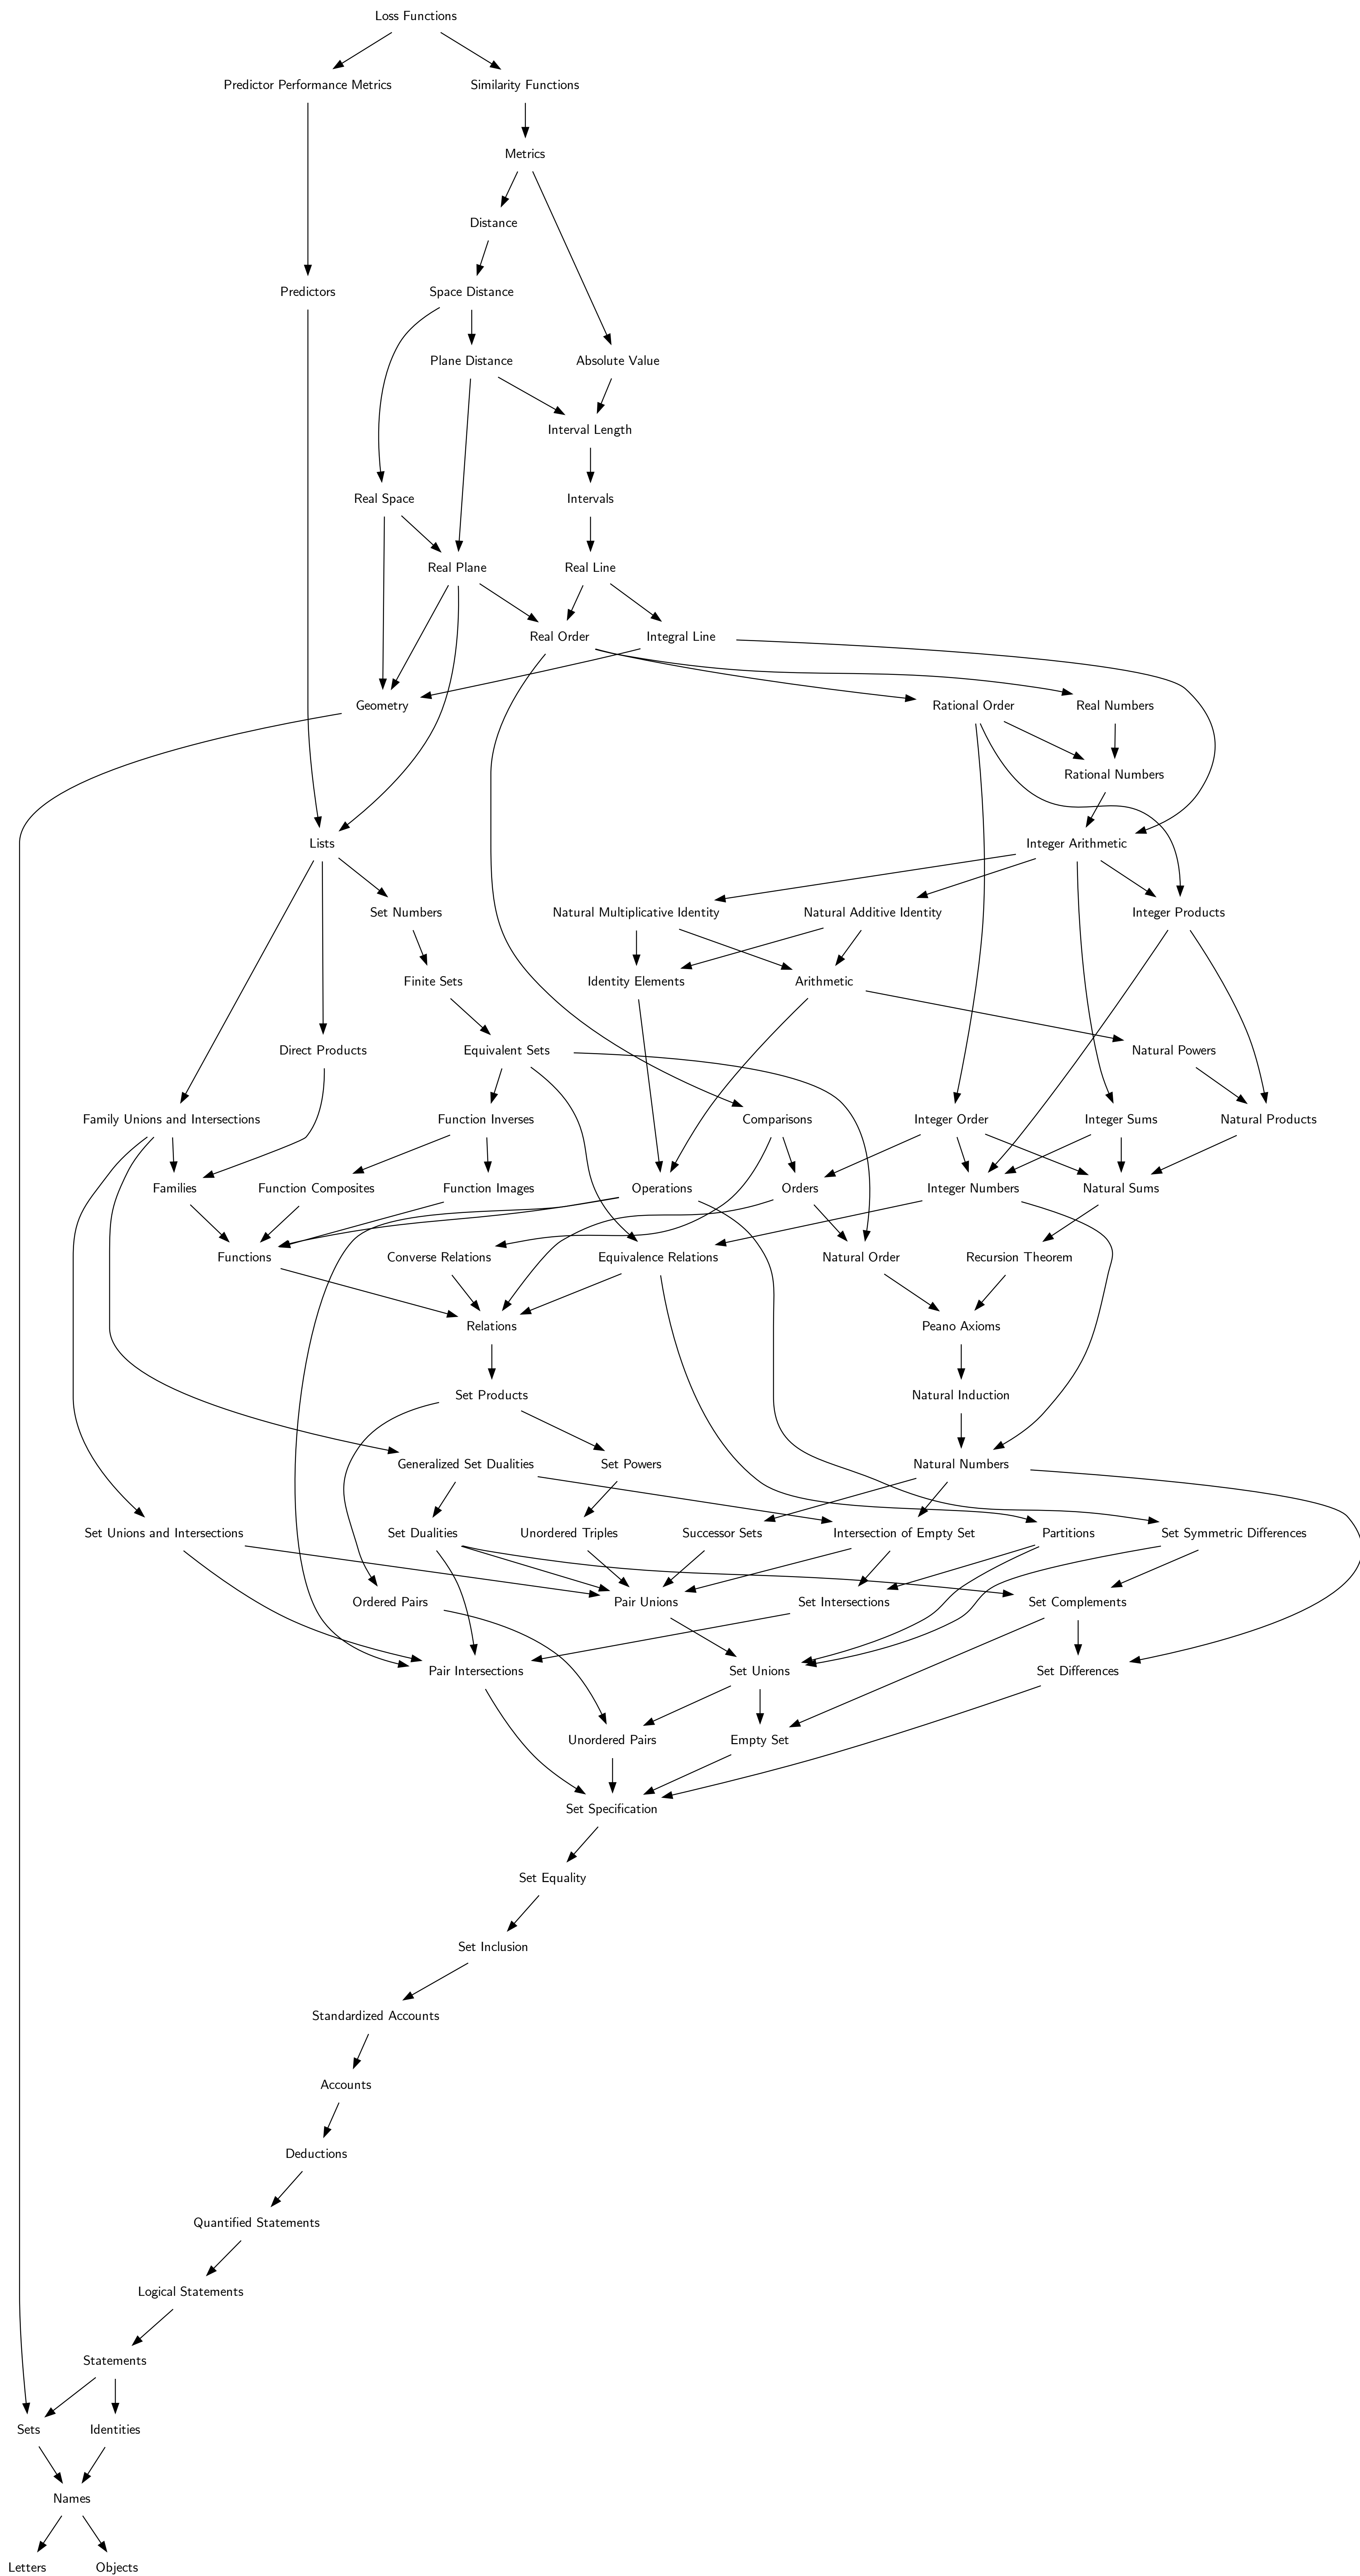 Loss Functions
Predictor Performance Metrics
Similarity Functions
Metrics
Distance
Predictors
Space Distance
Plane Distance
Absolute Value
Interval Length
Real Space
Intervals
Real Plane
Real Line
Real Order
Integral Line
Geometry
Rational Order
Real Numbers
Rational Numbers
Lists
Integer Arithmetic
Set Numbers
Natural Multiplicative Identity
Natural Additive Identity
Integer Products
Finite Sets
Identity Elements
Arithmetic
Direct Products
Equivalent Sets
Natural Powers
Family Unions and Intersections
Function Inverses
Comparisons
Integer Order
Integer Sums
Natural Products
Families
Function Composites
Function Images
Operations
Orders
Integer Numbers
Natural Sums
Functions
Converse Relations
Equivalence Relations
Natural Order
Recursion Theorem
Relations
Peano Axioms
Set Products
Natural Induction
Generalized Set Dualities
Set Powers
Natural Numbers
Set Unions and Intersections
Set Dualities
Unordered Triples
Successor Sets
Intersection of Empty Set
Partitions
Set Symmetric Differences
Ordered Pairs
Pair Unions
Set Intersections
Set Complements
Pair Intersections
Set Unions
Set Differences
Unordered Pairs
Empty Set
Set Specification
Set Equality
Set Inclusion
Standardized Accounts
Accounts
Deductions
Quantified Statements
Logical Statements
Statements
Sets
Identities
Names
Letters
Objects